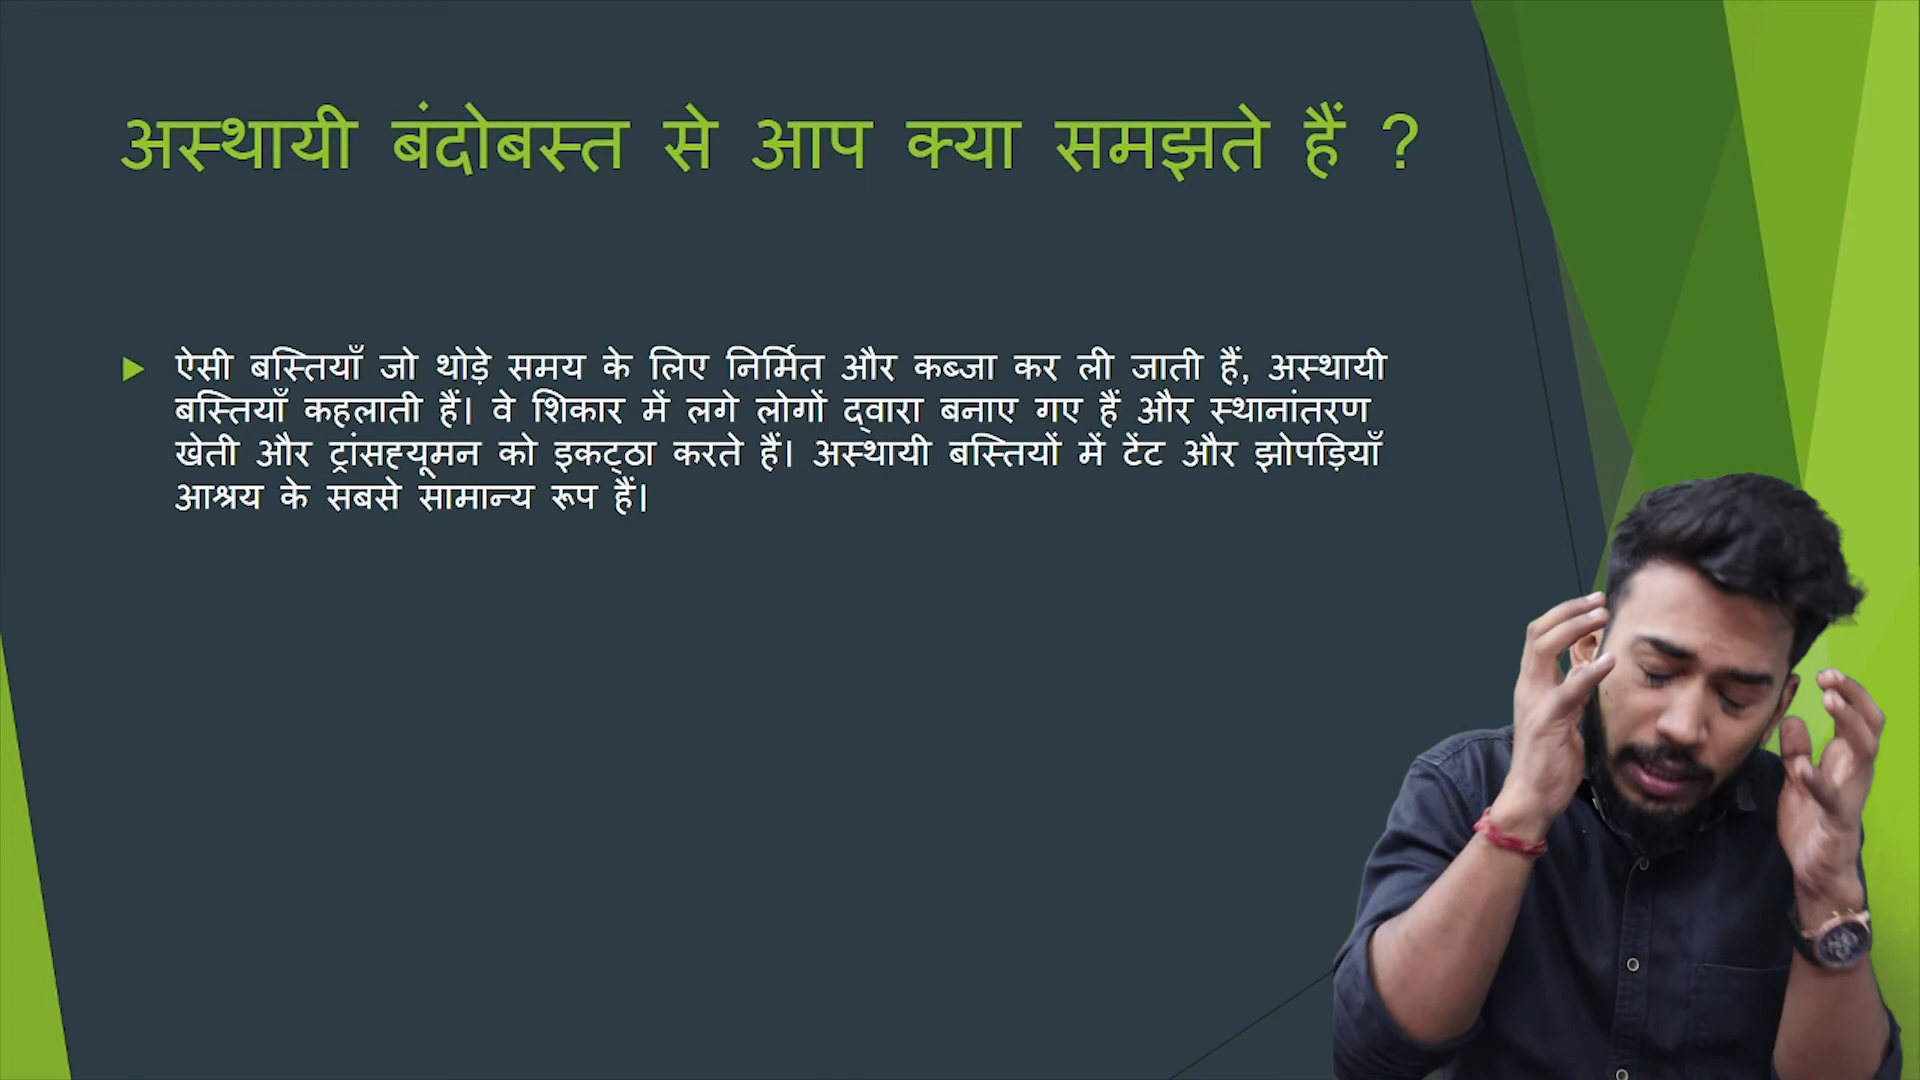 अस्थायी बंदोबस्त से आप क्या समझते हैं ?
ऐसी बस्तियाँ जो थोड़े समय के लिए निर्मित और कब्जा कर ली जाती हैं, अस्थायी
बस्तियाँ कहलाती हैं। वे शिकार में लगे लोगों द्वारा बनाए गए हैं और स्थानांतरण
खेती और ट्रांसह्यूमन को इकट्ठा करते हैं। अस्थायी बस्तियों में टेंट और झोपड़ियाँ
आश्रय के सबसे सामान्य रूप हैं।